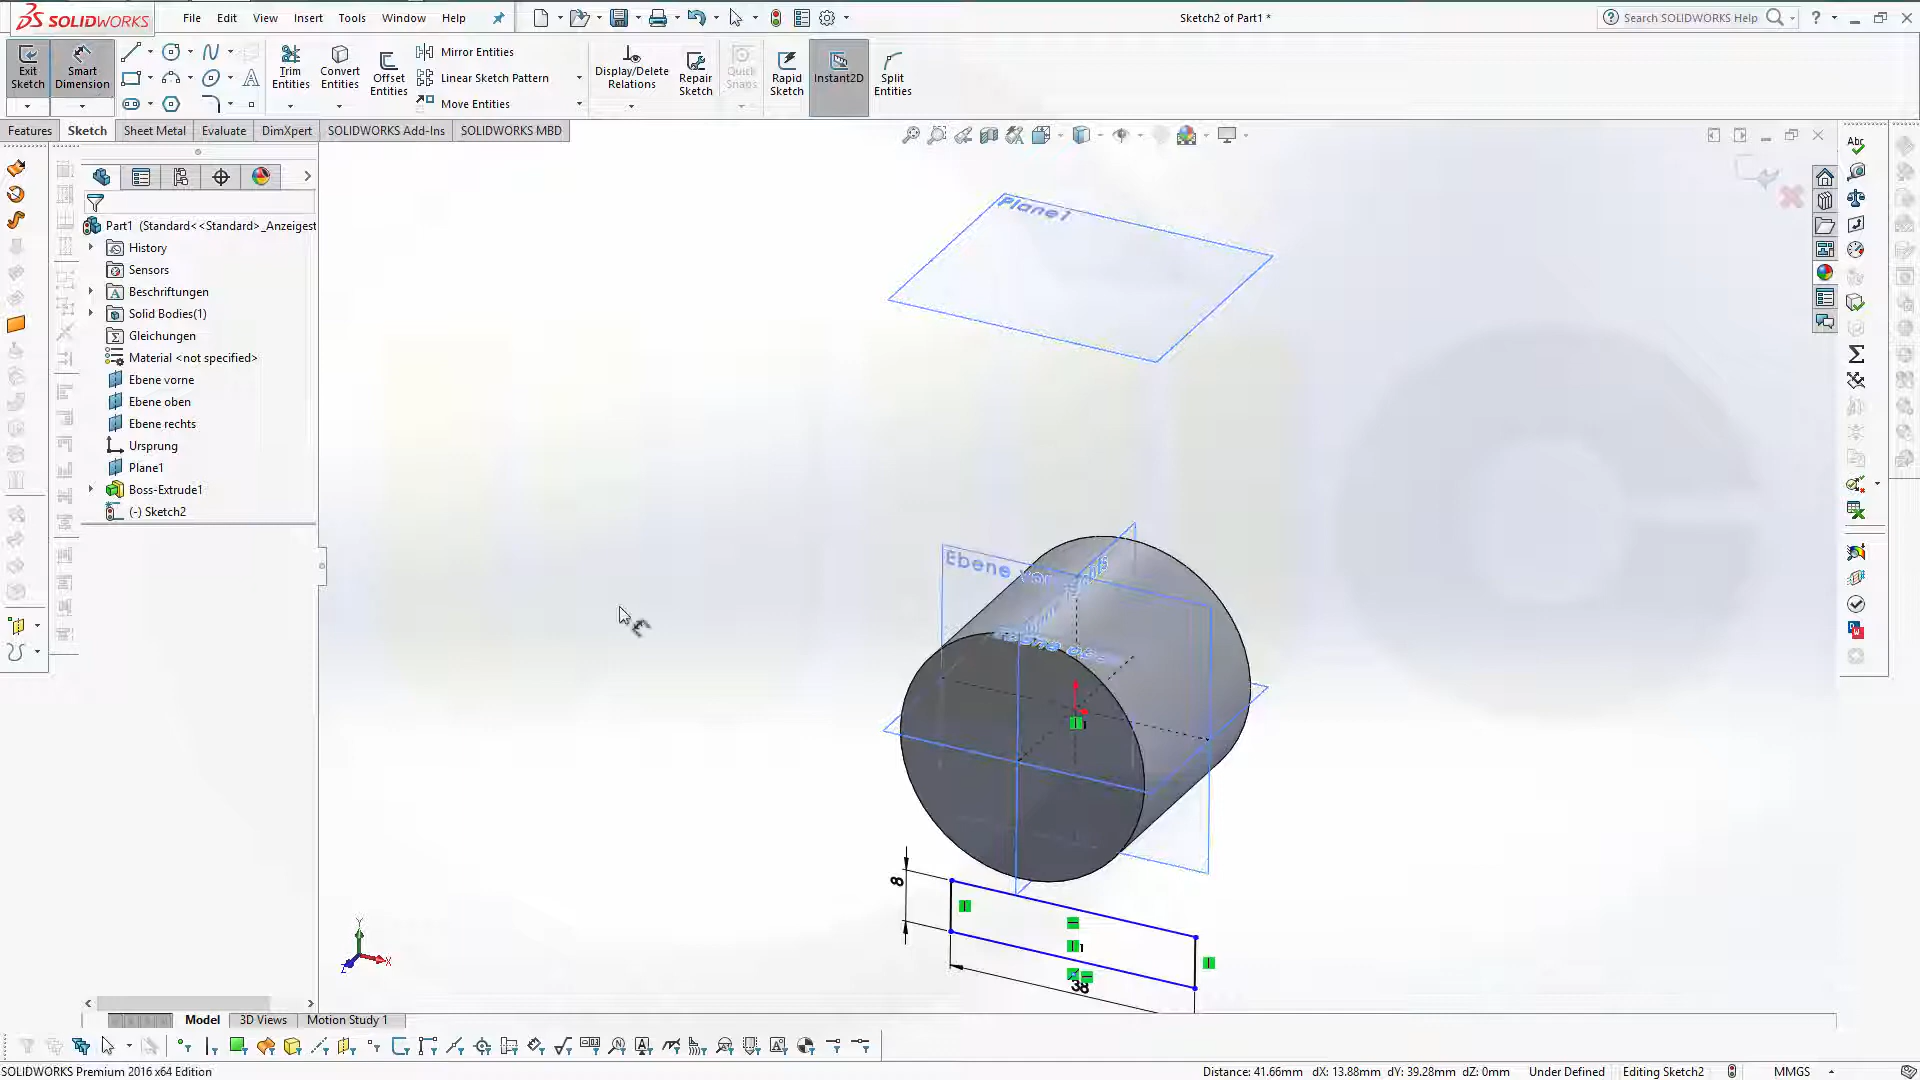 SOLIDWORKS
File Edit View Insert Tools Window Help
Sketch2 of Part1 *
Search SOLIDWORKS Help
Exit Sketch
Smart Dimension
Trim Entities
Convert Entities
Offset Entities
Mirror Entities
Linear Sketch Pattern
Move Entities
Display/Delete Relations
Repair Sketch
Quick Snaps
Rapid Sketch
Instant2D
Split Entities
Features Sketch Sheet Metal Evaluate DimXpert SOLIDWORKS Add-Ins SOLIDWORKS MBD
Part1 (Standard<<Standard>_Anzeigest
History
Sensors
Beschriftungen
Solid Bodies(1)
Gleichungen
Material <not specified>
Ebene vorne
Ebene oben
Ebene rechts
Ursprung
Plane1
Boss-Extrude1
(-) Sketch2
Plane1
Ebene
8
38
Y
X
Z
Abc
Model 3D Views Motion Study 1
SOLIDWORKS Premium 2016 x64 Edition
Distance: 41.66mm dX: 13.88mm dY: 39.28mm dZ: 0mm Under Defined Editing Sketch2 MMGS